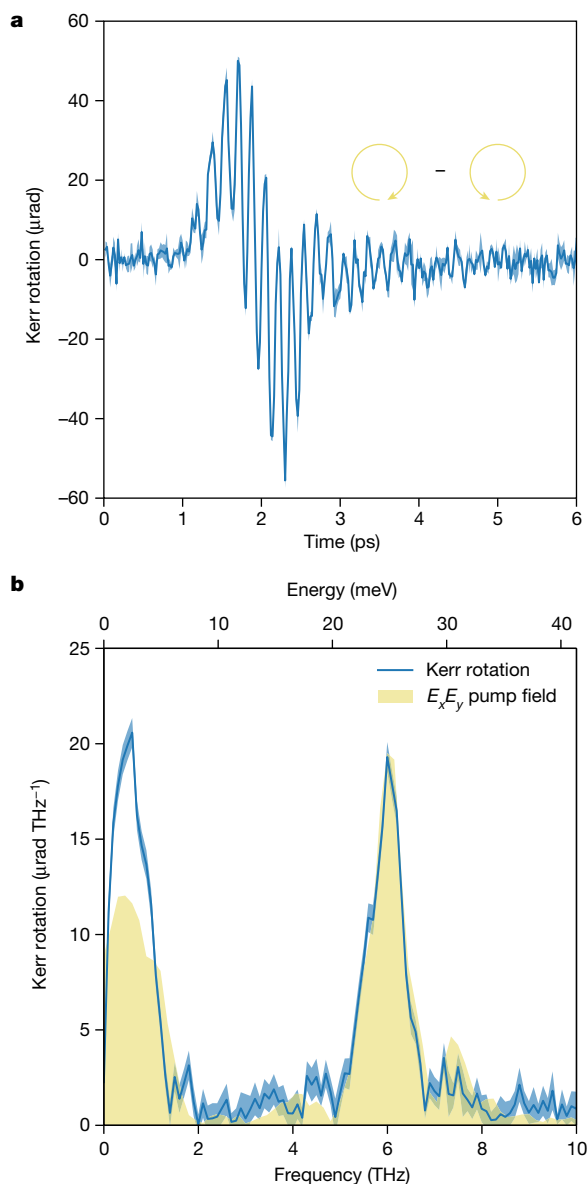 a
60
40
20
0
−20
−40
−60
Kerr rotation (μrad)
–
0 1 2 3 4 5 6
Time (ps)
b
Energy (meV)
0 10 20 30 40
25
20
15
10
5
0
Kerr rotation (μrad THz⁻¹)
Kerr rotation
ExEy pump field
0 2 4 6 8 10
Frequency (THz)